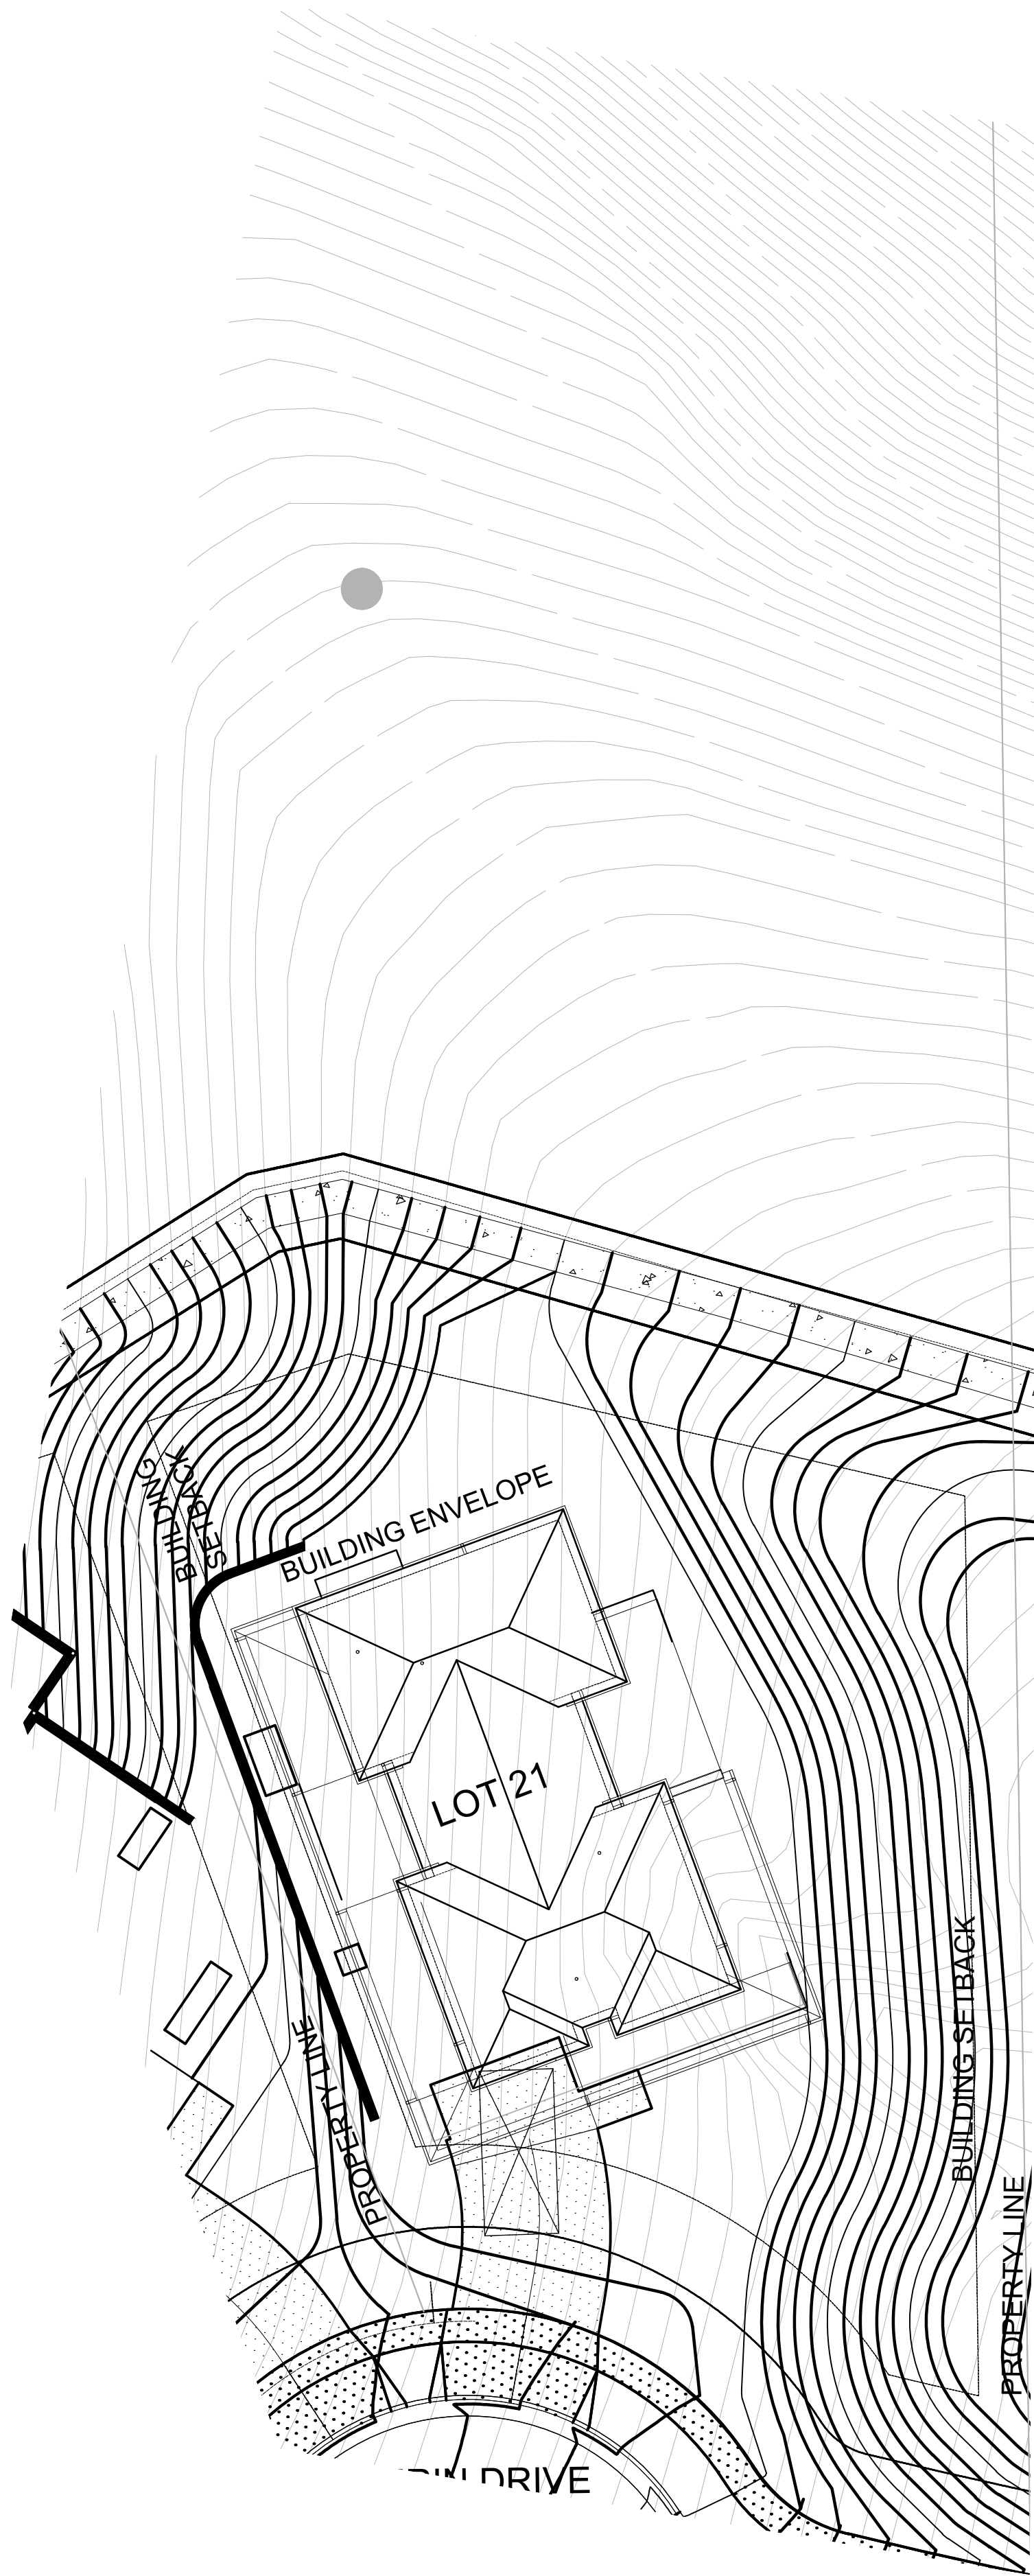 BUILDING
SETBACK
BUILDING ENVELOPE
LOT 21
BUILDING SETBACK
PROPERTY LINE
PROPERTY LINE
DRIVE